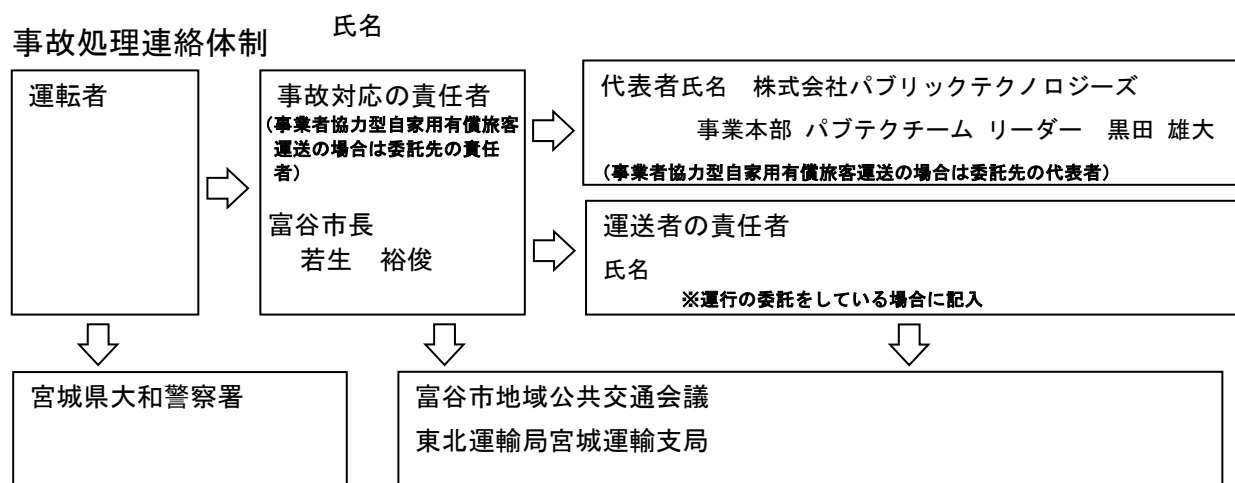 氏名
事故処理連絡体制
運転者
事故対応の責任者
(事業者協力型自家用有償旅客
運送の場合は委託先の責任
者)
富谷市長
若生　裕俊
代表者氏名　株式会社パブリックテクノロジーズ
事業本部 パブテクチーム リーダー　黒田 雄大
(事業者協力型自家用有償旅客運送の場合は委託先の代表者)
運送者の責任者
氏名
※運行の委託をしている場合に記入
宮城県大和警察署
富谷市地域公共交通会議
東北運輸局宮城運輸支局